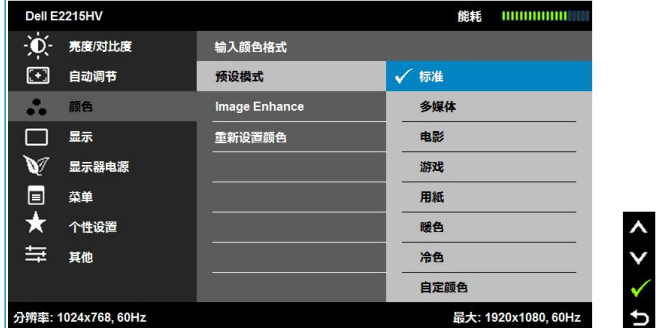 Dell E2215HV 能耗
亮度/对比度 输入颜色格式
自动调节 预设模式 标准
颜色 Image Enhance 多媒体
显示 重新设置颜色 电影
显示器电源 游戏
菜单 用紙
个性设置 暖色
其他 冷色
自定颜色
分辨率: 1024x768, 60Hz 最大: 1920x1080, 60Hz